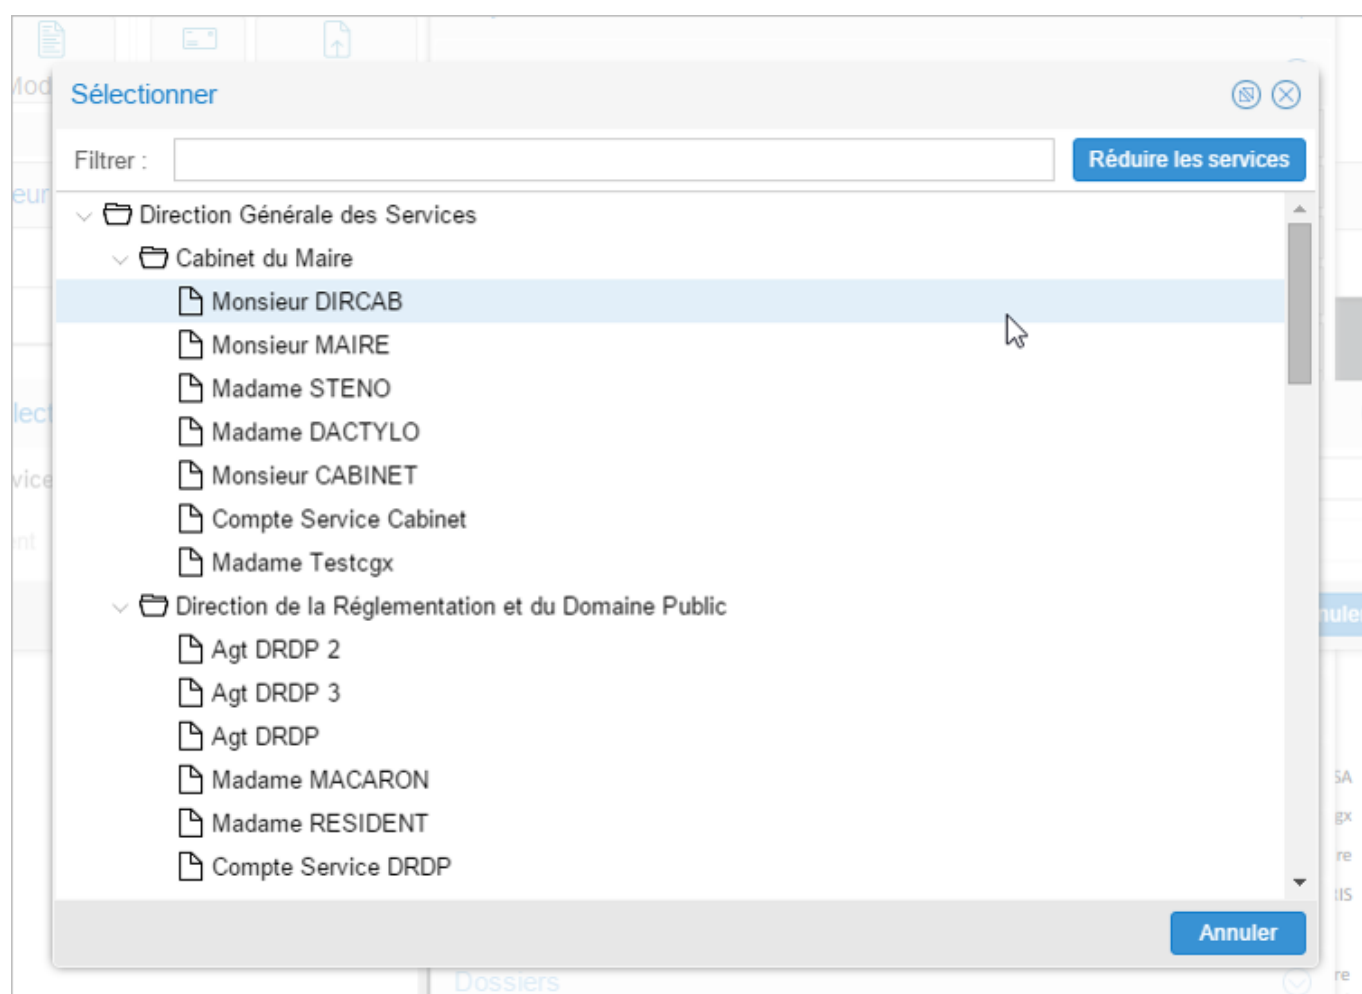 Sélectionner
Filtrer :
Réduire les services
Direction Générale des Services
Cabinet du Maire
Monsieur DIRCAB
Monsieur MAIRE
Madame STENO
Madame DACTYLO
Monsieur CABINET
Compte Service Cabinet
Madame Testcgx
Direction de la Réglementation et du Domaine Public
Agt DRDP 2
Agt DRDP 3
Agt DRDP
Madame MACARON
Madame RESIDENT
Compte Service DRDP
Annuler
Dossiers